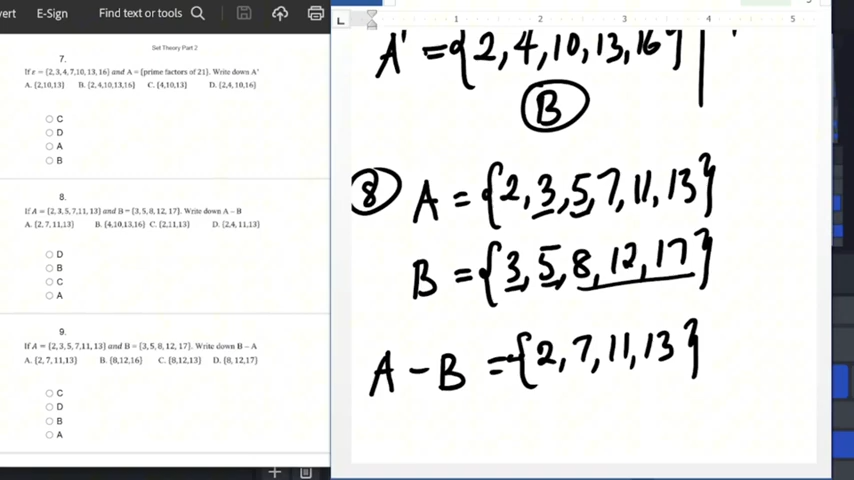 vert E-Sign Find text or tools
Set Theory Part 2
7.
If ε = {2,3,4,7,10,13,16} and A = {prime factors of 21}. Write down A'
A. {2,10,13} B. {2,4,10,13,16} C. {4,10,13} D. {2,4,10,16}
C
D
A
B
8.
If A = {2,3,5,7,11,13} and B = {3,5,8,12,17}. Write down A – B
A. {2,7,11,13} B. {4,10,13,16} C. {2,11,13} D. {2,4,11,13}
D
B
C
A
9.
If A = {2,3,5,7,11,13} and B = {3,5,8,12,17}. Write down B – A
A. {2,7,11,13} B. {8,12,16} C. {8,12,13} D. {8,12,17}
C
D
B
A
1 2 3 4 5
A' = {2,4,10,13,16}
B
8 A = {2,3,5,7,11,13}
B = {3,5,8,12,17}
A - B = {2,7,11,13}